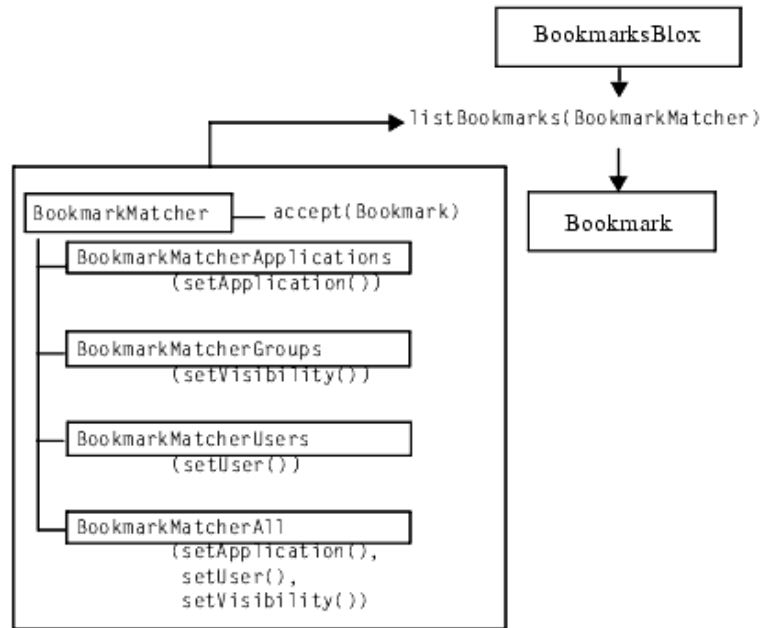 BookmarksBlox
listBookmarks(BookmarkMatcher)
Bookmark
BookmarkMatcher accept(Bookmark)
BookmarkMatcherApplications
(setApplication())
BookmarkMatcherGroups
(setVisibility())
BookmarkMatcherUsers
(setUser())
BookmarkMatcherAll
(setApplication(),
setUser(),
setVisibility())